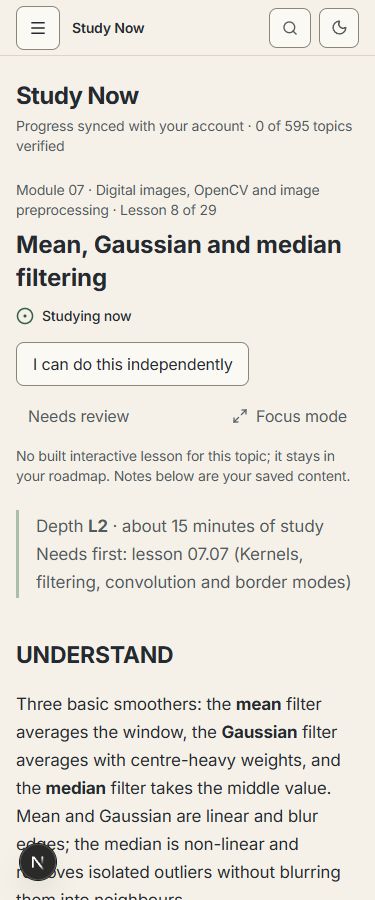 Study Now
Study Now
Progress synced with your account · 0 of 595 topics
verified
Module 07 · Digital images, OpenCV and image
preprocessing · Lesson 8 of 29
Mean, Gaussian and median
filtering
Studying now
I can do this independently
Needs review
Focus mode
No built interactive lesson for this topic; it stays in
your roadmap. Notes below are your saved content.
Depth L2 · about 15 minutes of study
Needs first: lesson 07.07 (Kernels,
filtering, convolution and border modes)
UNDERSTAND
Three basic smoothers: the mean filter
averages the window, the Gaussian filter
averages with centre-heavy weights, and
the median filter takes the middle value.
Mean and Gaussian are linear and blur
edges; the median is non-linear and
N
removes isolated outliers without blurring
them into neighbours